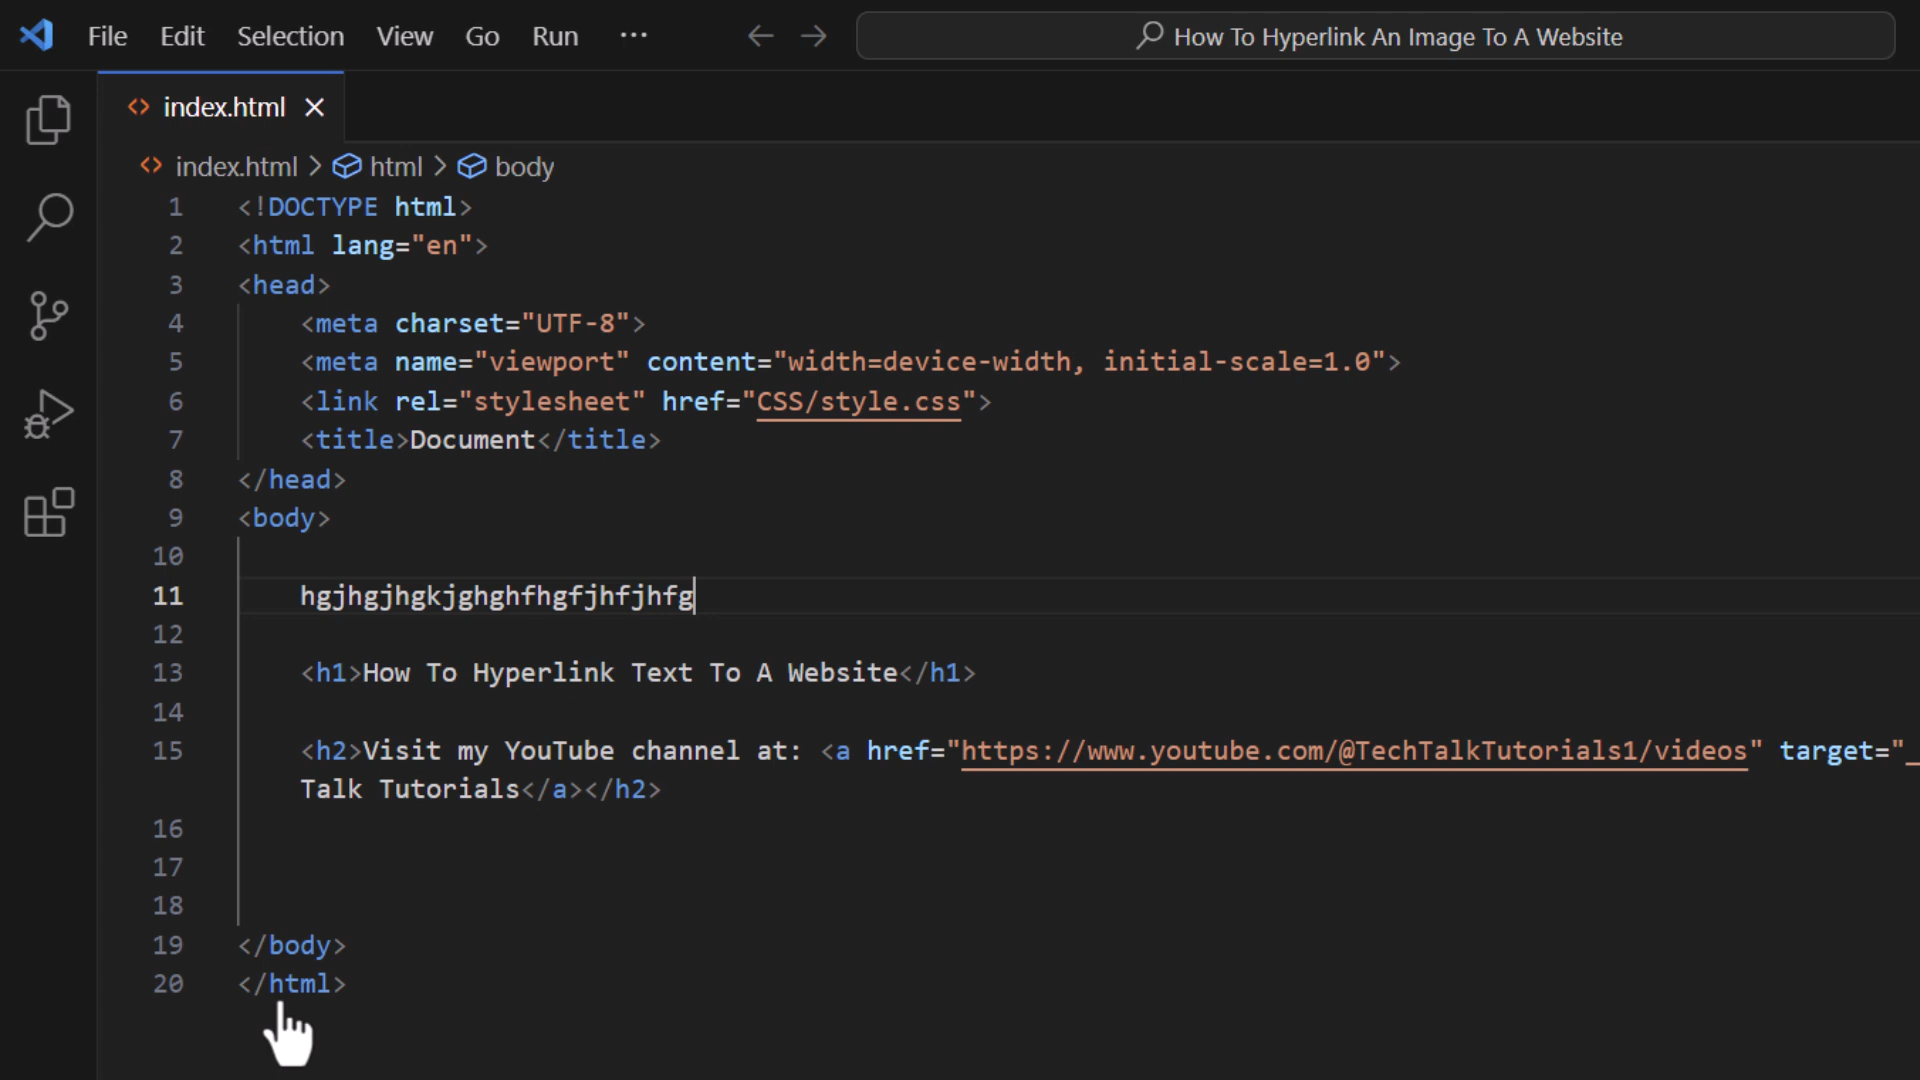 File Edit Selection View Go Run ··· How To Hyperlink An Image To A Website
index.html
index.html > html > body
1 <!DOCTYPE html>
2 <html lang="en">
3 <head>
4 <meta charset="UTF-8">
5 <meta name="viewport" content="width=device-width, initial-scale=1.0">
6 <link rel="stylesheet" href="CSS/style.css">
7 <title>Document</title>
8 </head>
9 <body>
10
11 hgjhgjhgkjghghfhgfjhfjhfg
12
13 <h1>How To Hyperlink Text To A Website</h1>
14
15 <h2>Visit my YouTube channel at: <a href="https://www.youtube.com/@TechTalkTutorials1/videos" target="_
Talk Tutorials</a></h2>
16
17
18
19 </body>
20 </html>